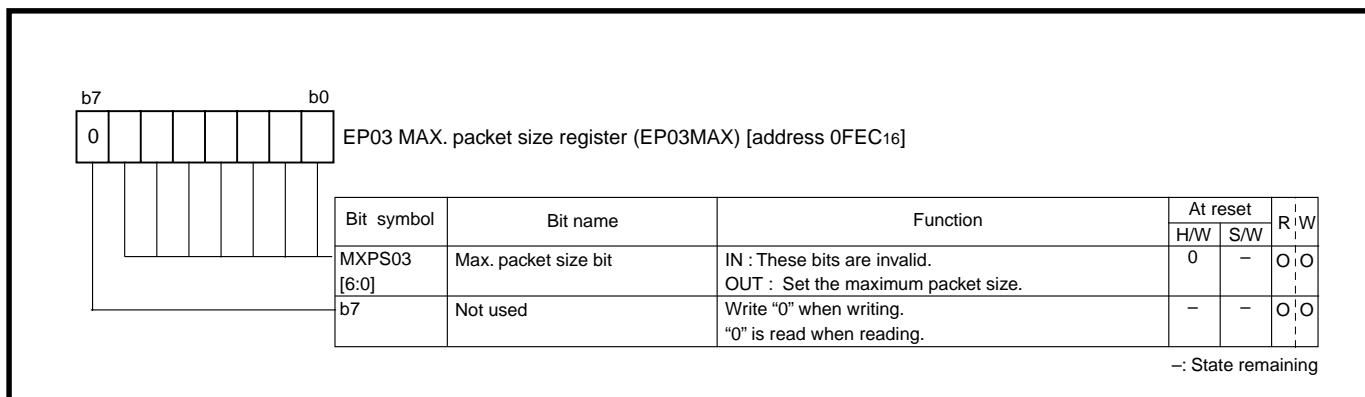 b7 b0
0 EP03 MAX. packet size register (EP03MAX) [address 0FEC16]
Bit symbol Bit name Function At reset R W
H/W S/W
MXPS03 Max. packet size bit IN : These bits are invalid. 0 – O O
[6:0] OUT : Set the maximum packet size.
b7 Not used Write “0” when writing. – – O O
“0” is read when reading.
–: State remaining